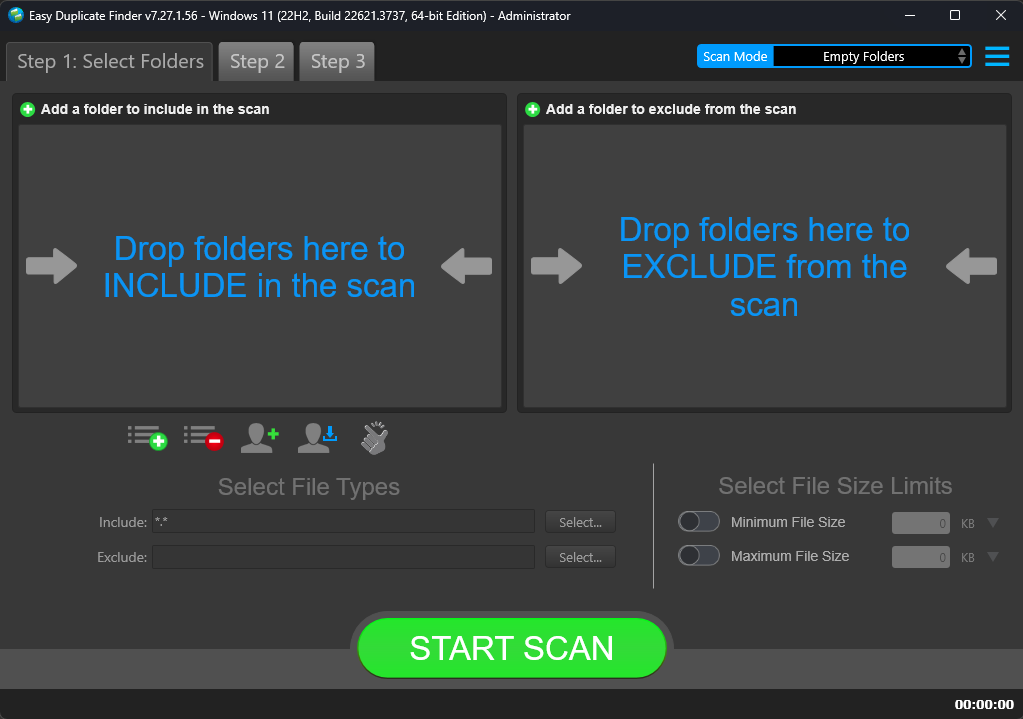 Easy Duplicate Finder v7.27.1.56 - Windows 11 (22H2, Build 22621.3737, 64-bit Edition) - Administrator
Step 1: Select Folders
Step 2
Step 3
Scan Mode
Empty Folders
Add a folder to include in the scan
Drop folders here to
INCLUDE in the scan
Add a folder to exclude from the scan
Drop folders here to
EXCLUDE from the
scan
Select File Types
Include: *.*
Select...
Exclude:
Select...
Select File Size Limits
Minimum File Size
0
KB
Maximum File Size
0
KB
START SCAN
00:00:00